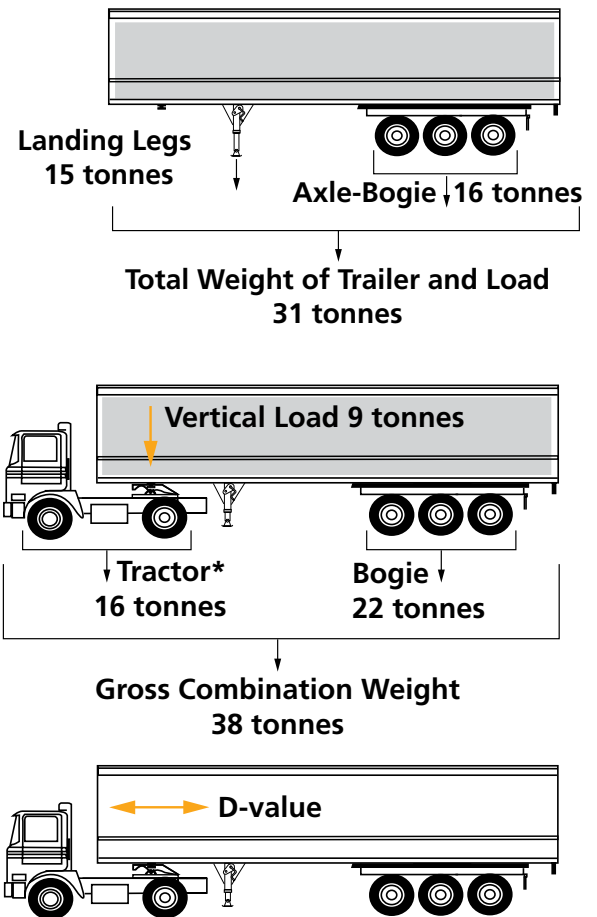 Landing Legs
15 tonnes
Axle-Bogie 16 tonnes
Total Weight of Trailer and Load
31 tonnes
Vertical Load 9 tonnes
Tractor*
16 tonnes
Bogie
22 tonnes
Gross Combination Weight
38 tonnes
D-value